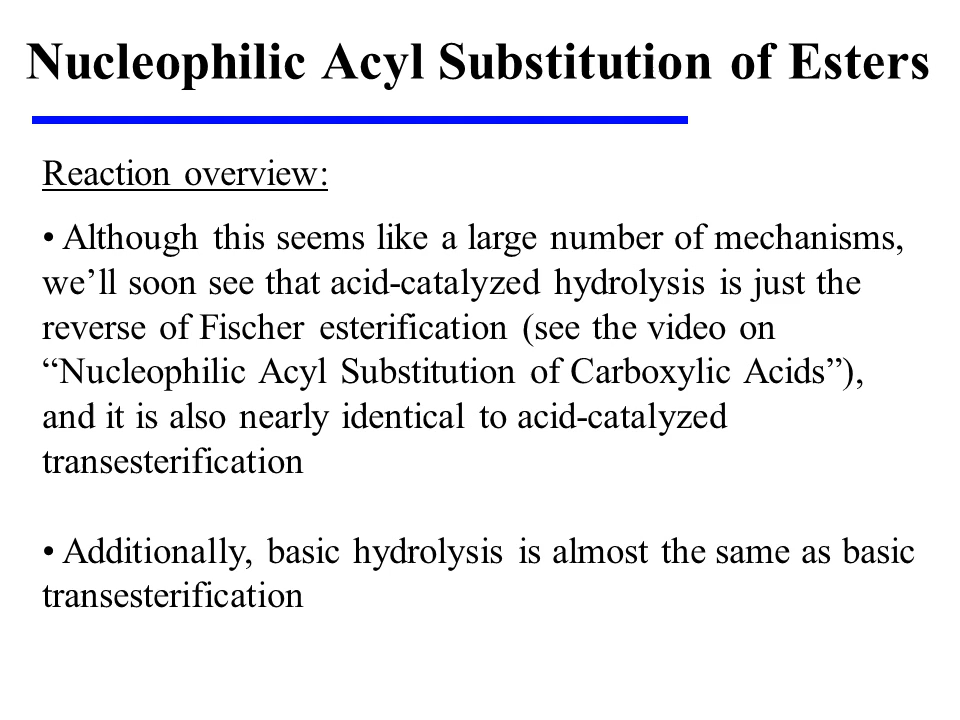 Nucleophilic Acyl Substitution of Esters
Reaction overview:
• Although this seems like a large number of mechanisms,
we’ll soon see that acid-catalyzed hydrolysis is just the
reverse of Fischer esterification (see the video on
“Nucleophilic Acyl Substitution of Carboxylic Acids”),
and it is also nearly identical to acid-catalyzed
transesterification
• Additionally, basic hydrolysis is almost the same as basic
transesterification